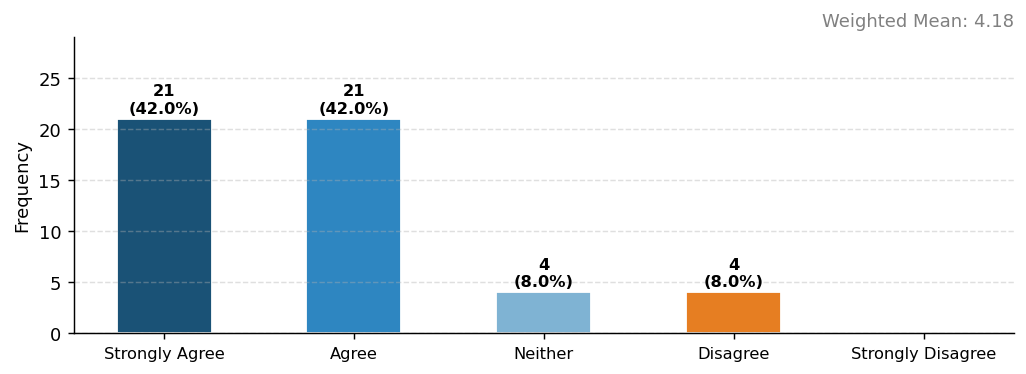 Weighted Mean: 4.18
Frequency
25
20
15
10
5
0
21
(42.0%)
21
(42.0%)
4
(8.0%)
4
(8.0%)
Strongly Agree
Agree
Neither
Disagree
Strongly Disagree